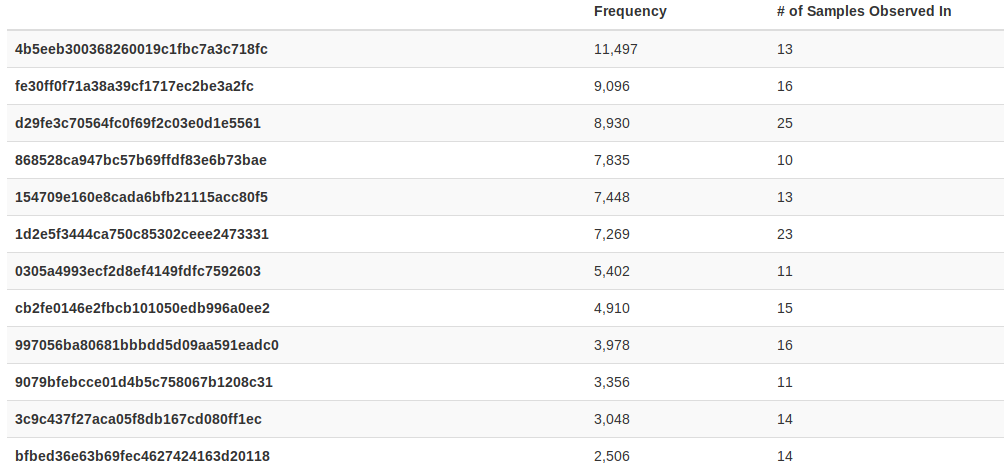 Frequency # of Samples Observed In
4b5eeb300368260019c1fbc7a3c718fc 11,497 13
fe30ff0f71a38a39cf1717ec2be3a2fc 9,096 16
d29fe3c70564fc0f69f2c03e0d1e5561 8,930 25
868528ca947bc57b69ffdf83e6b73bae 7,835 10
154709e160e8cada6bfb21115acc80f5 7,448 13
1d2e5f3444ca750c85302ceee2473331 7,269 23
0305a4993ecf2d8ef4149fdfc7592603 5,402 11
cb2fe0146e2fbcb101050edb996a0ee2 4,910 15
997056ba80681bbbdd5d09aa591eadc0 3,978 16
9079bfebcce01d4b5c758067b1208c31 3,356 11
3c9c437f27aca05f8db167cd080ff1ec 3,048 14
bfbed36e63b69fec4627424163d20118 2,506 14